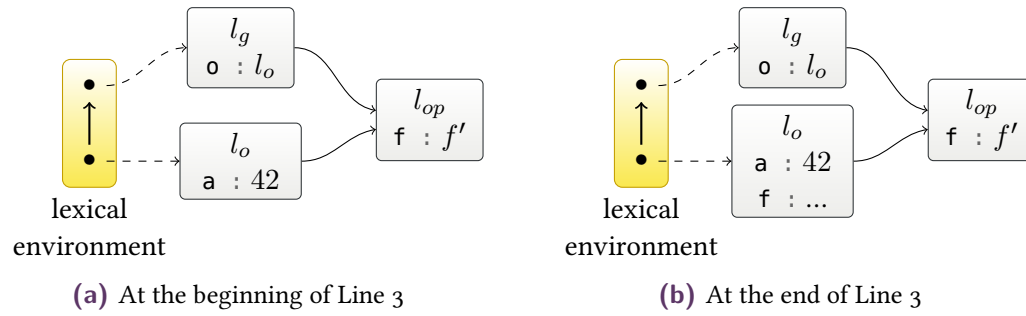 l_g
o : l_o
l_op
f : f′
l_o
a : 42
lexical
environment
(a) At the beginning of Line 3
l_g
o : l_o
l_op
f : f′
l_o
a : 42
f : ...
lexical
environment
(b) At the end of Line 3